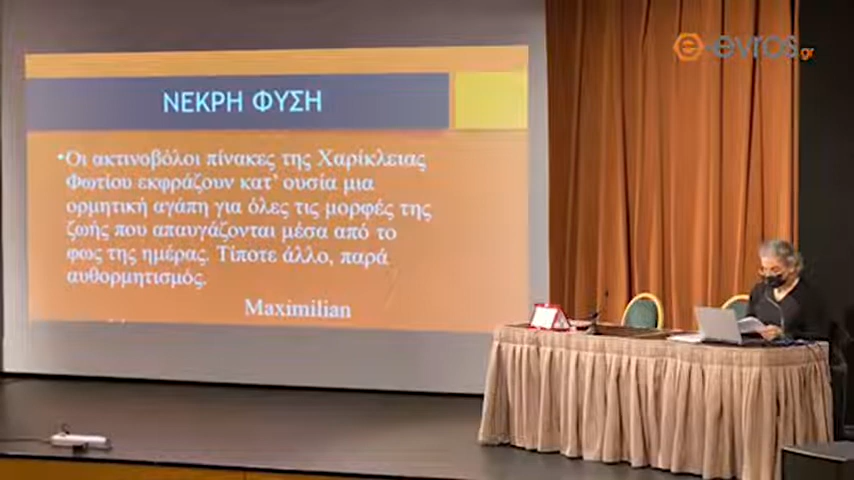 e-evros.gr
ΝΕΚΡΗ ΦΥΣΗ
•Οι ακτινοβόλοι πίνακες της Χαρίκλειας
Φωτίου εκφράζουν κατ’ ουσία μια
ορμητική αγάπη για όλες τις μορφές της
ζωής που απαυγάζονται μέσα από το
φως της ημέρας. Τίποτε άλλο, παρά
αυθορμητισμός.
Maximilian